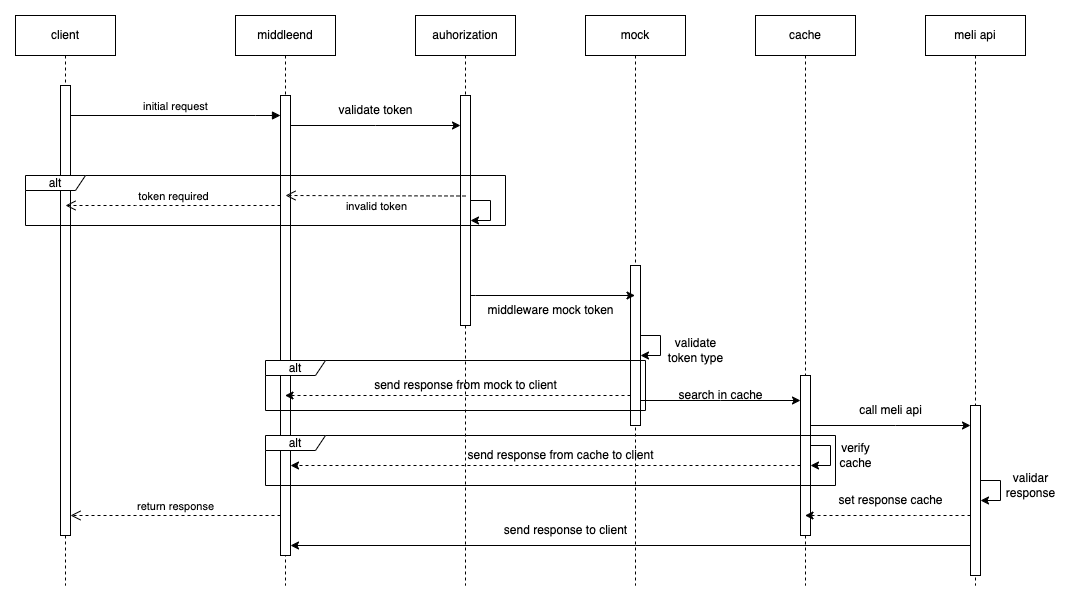 client
middleend
auhorization
mock
cache
meli api
initial request
validate token
alt
token required
invalid token
middleware mock token
validate
token type
alt
send response from mock to client
search in cache
call meli api
alt
send response from cache to client
verify
cache
validar
response
set response cache
return response
send response to client